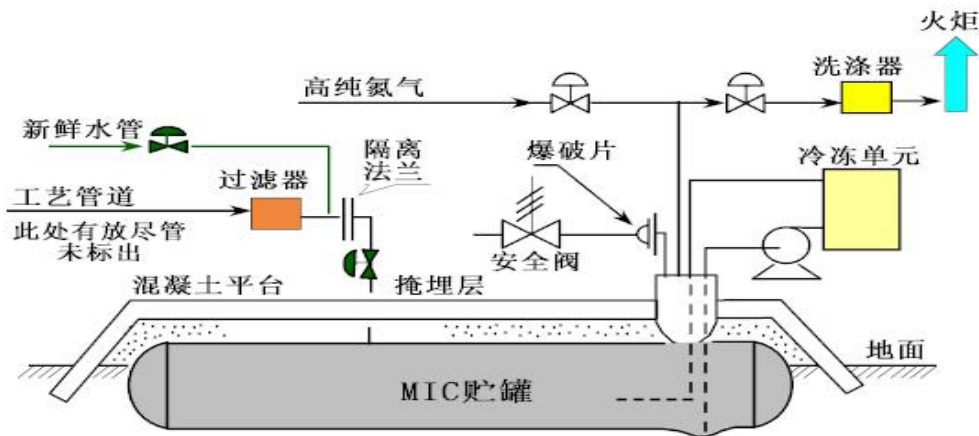 火炬
洗涤器
高纯氮气
新鲜水管
隔离
法兰
爆破片
冷冻单元
工艺管道
过滤器
此处有放尽管
未标出
安全阀
混凝土平台
掩埋层
地面
MIC贮罐